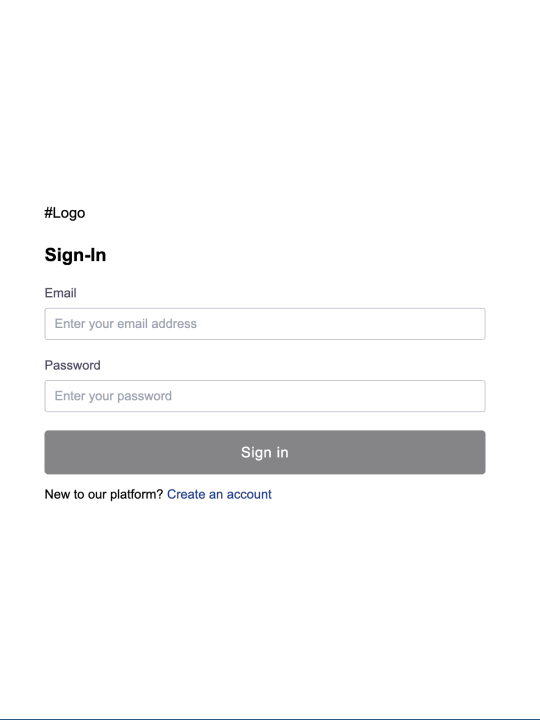 #Logo
Sign-In
Email
Enter your email address
Password
Enter your password
Sign in
New to our platform? Create an account